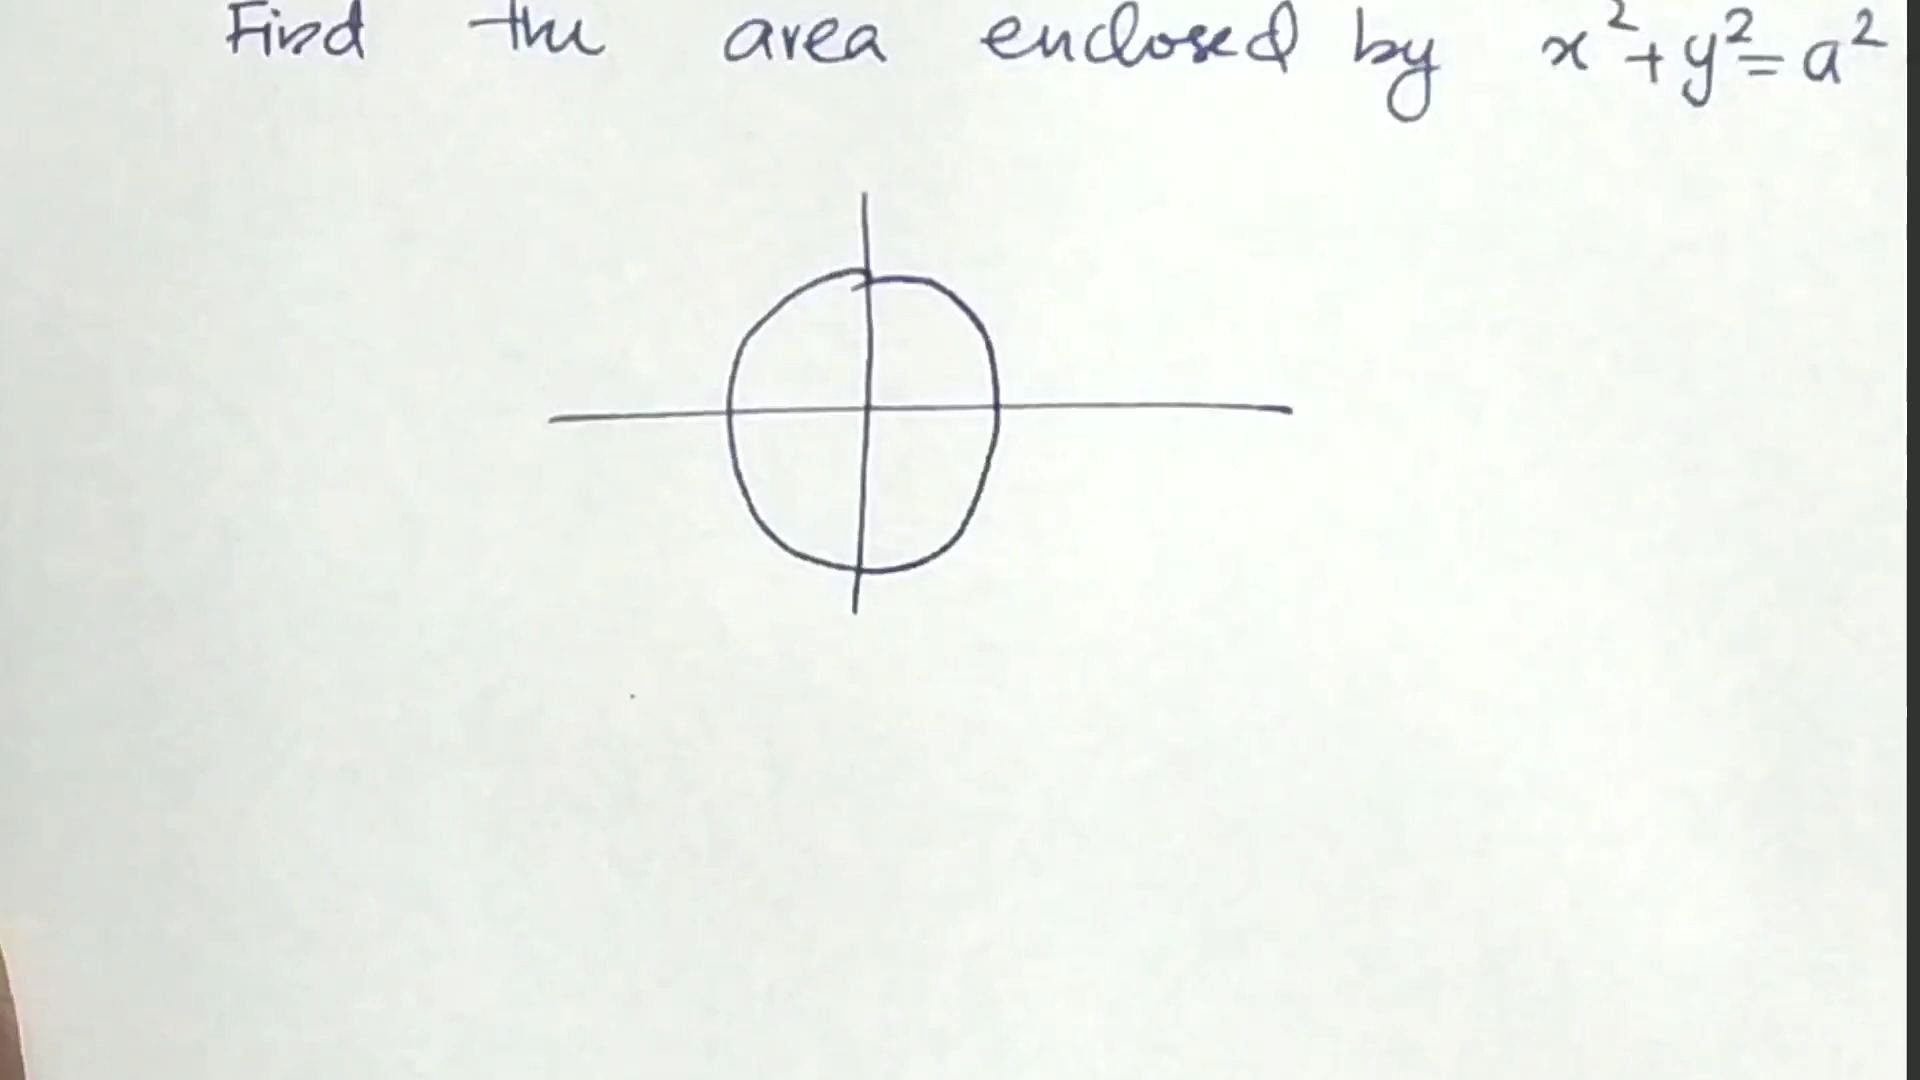 Find the area enclosed by x²+y²=a²